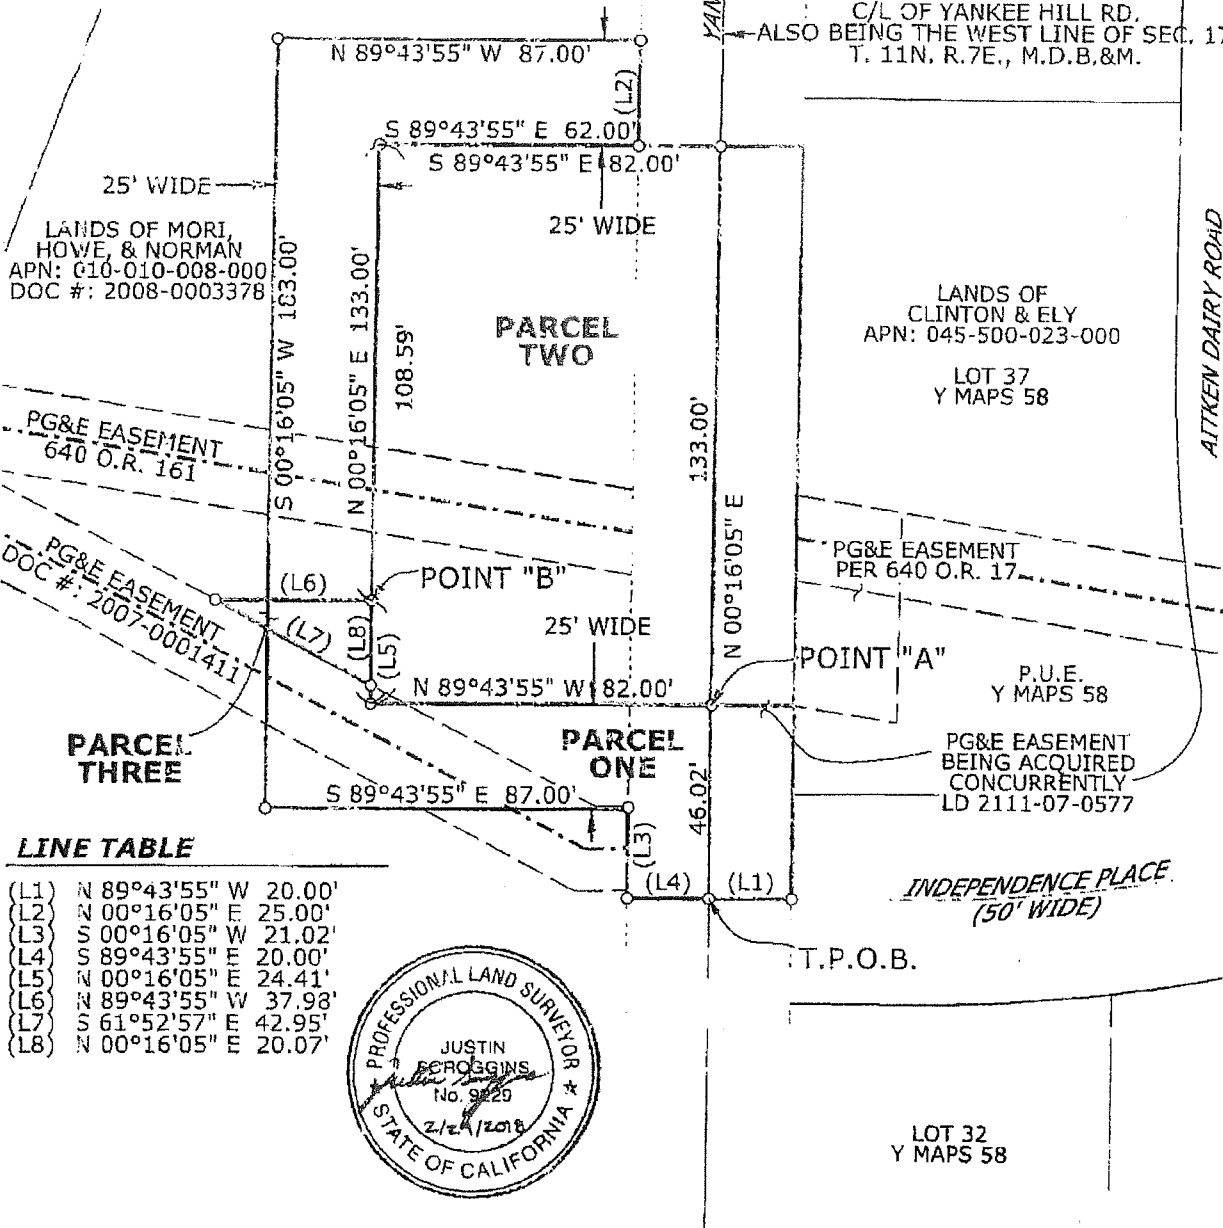 YAN
C/L OF YANKEE HILL RD.
ALSO BEING THE WEST LINE OF SEC. 17
T. 11N. R.7E., M.D.B.&M.
N 89°43'55" W 87.00'
(L2)
S 89°43'55" E 62.00'
S 89°43'55" E 82.00'
25' WIDE
25' WIDE
LANDS OF MORI,
HOWE, & NORMAN
APN: 010-010-008-000
DOC #: 2008-0003378
S 00°16'05" W 183.00'
N 00°16'05" E 133.00'
108.59'
PARCEL
TWO
LANDS OF
CLINTON & ELY
APN: 045-500-023-000
LOT 37
Y MAPS 58
AITKEN DAIRY ROAD
133.00'
N 00°16'05" E
PG&E EASEMENT
640 O.R. 161
PG&E EASEMENT
DOC #: 2007-0001411
PG&E EASEMENT
PER 640 O.R. 17
(L6)
POINT "B"
(L7)
(L8)
(L5)
25' WIDE
POINT "A"
P.U.E.
Y MAPS 58
N 89°43'55" W 82.00'
PARCEL
THREE
PARCEL
ONE
PG&E EASEMENT
BEING ACQUIRED
CONCURRENTLY
LD 2111-07-0577
S 89°43'55" E 87.00'
46.02'
(L3)
(L4)
(L1)
INDEPENDENCE PLACE
(50' WIDE)
T.P.O.B.
LINE TABLE
(L1) N 89°43'55" W 20.00'
(L2) N 00°16'05" E 25.00'
(L3) S 00°16'05" W 21.02'
(L4) S 89°43'55" E 20.00'
(L5) N 00°16'05" E 24.41'
(L6) N 89°43'55" W 37.98'
(L7) S 61°52'57" E 42.95'
(L8) N 00°16'05" E 20.07'
PROFESSIONAL LAND SURVEYOR
JUSTIN
SCROGGINS
No. 9229
STATE OF CALIFORNIA
LOT 32
Y MAPS 58